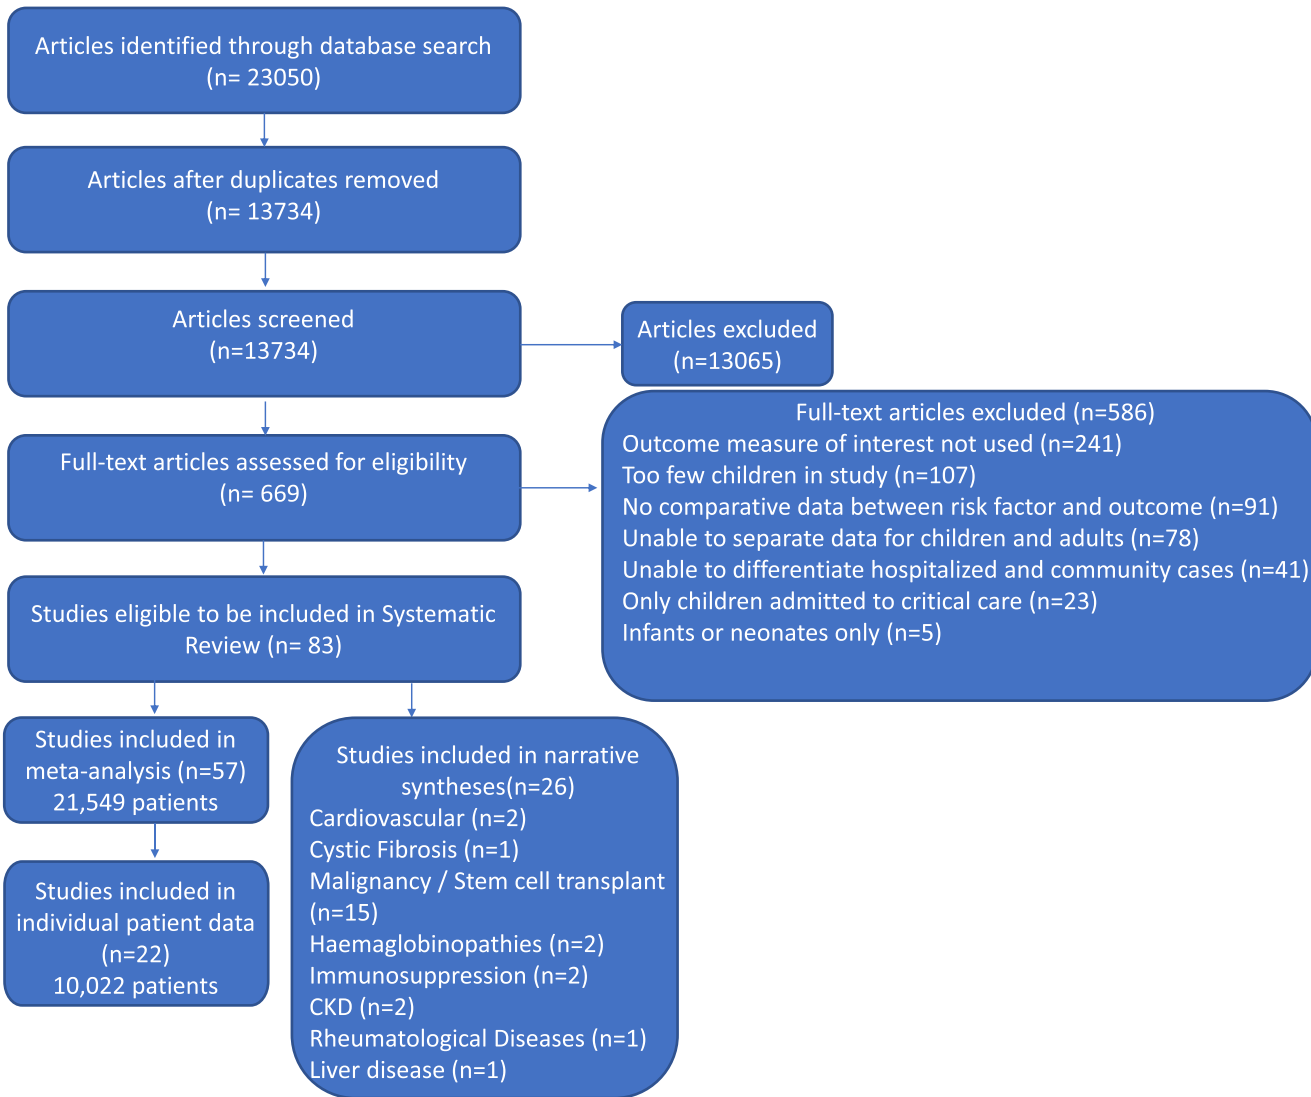 Articles identified through database search
(n= 23050)
Articles after duplicates removed
(n= 13734)
Articles screened
(n=13734)
Articles excluded
(n=13065)
Full-text articles assessed for eligibility
(n= 669)
Full-text articles excluded (n=586)
Outcome measure of interest not used (n=241)
Too few children in study (n=107)
No comparative data between risk factor and outcome (n=91)
Unable to separate data for children and adults (n=78)
Unable to differentiate hospitalized and community cases (n=41)
Only children admitted to critical care (n=23)
Infants or neonates only (n=5)
Studies eligible to be included in Systematic
Review (n= 83)
Studies included in
meta-analysis (n=57)
21,549 patients
Studies included in
individual patient data
(n=22)
10,022 patients
Studies included in narrative
syntheses(n=26)
Cardiovascular (n=2)
Cystic Fibrosis (n=1)
Malignancy / Stem cell transplant
(n=15)
Haemaglobinopathies (n=2)
Immunosuppression (n=2)
CKD (n=2)
Rheumatological Diseases (n=1)
Liver disease (n=1)